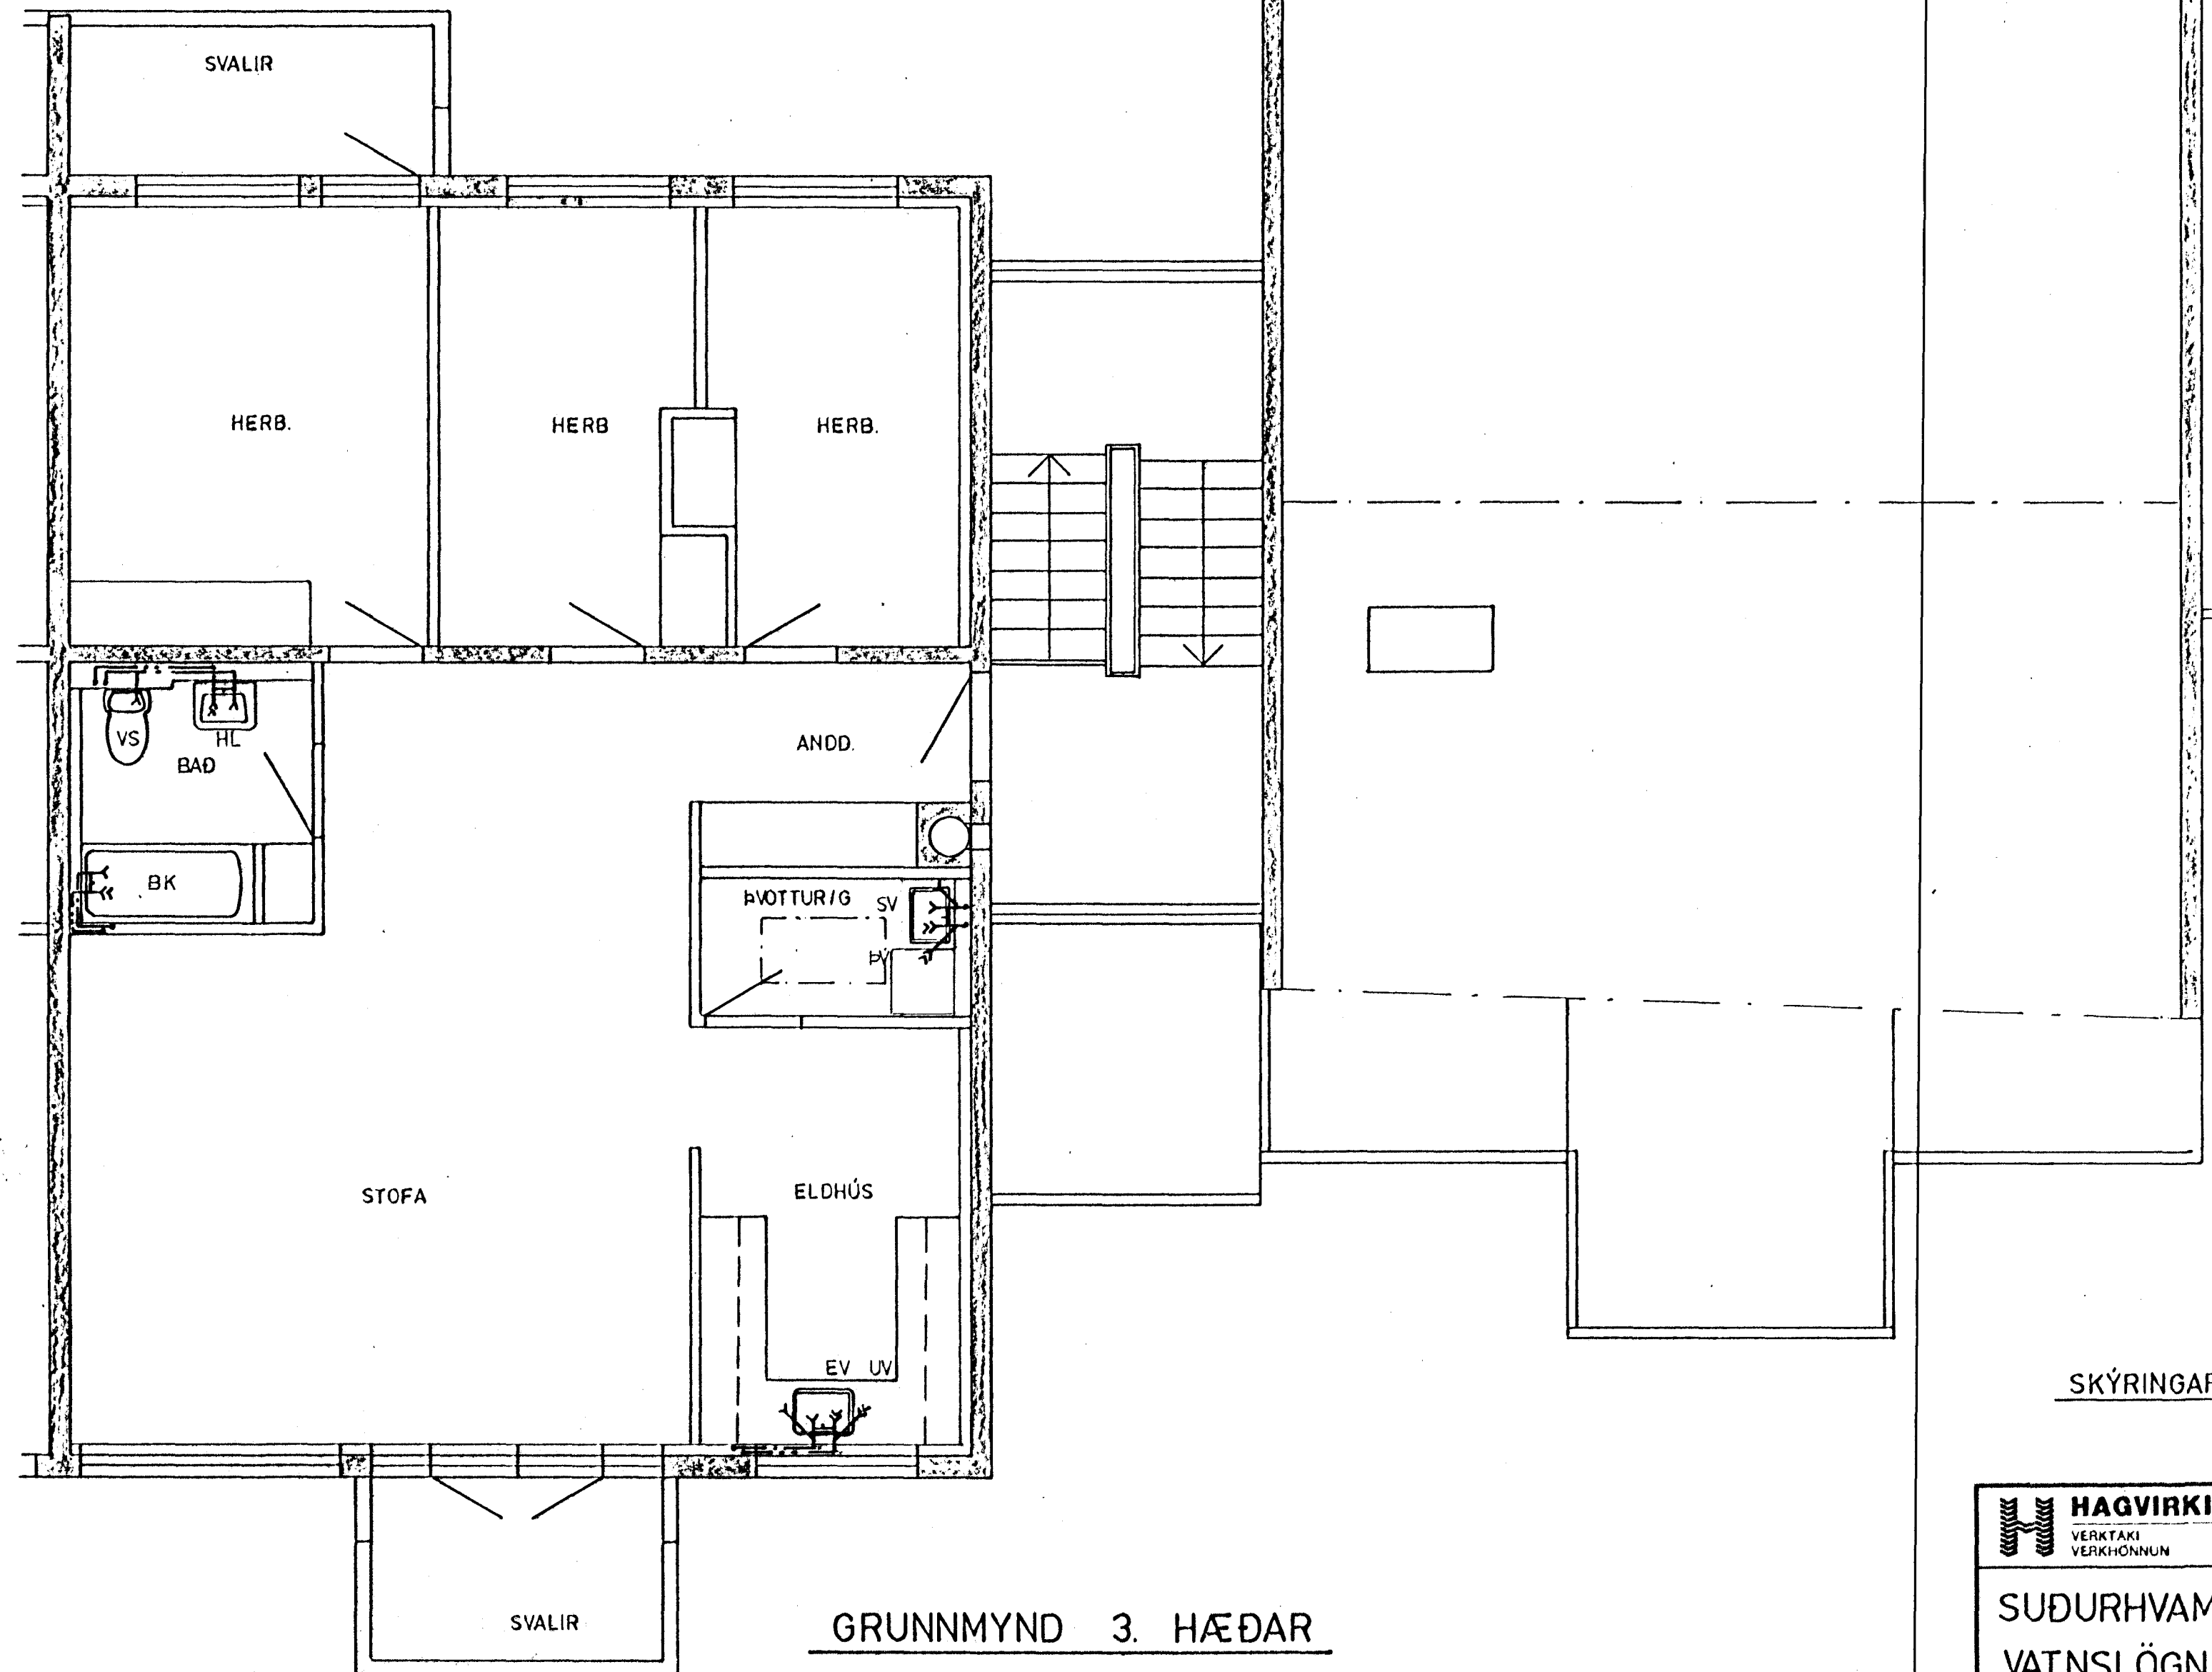 SVALIR
HERB.
HERB
HERB.
VS
HL
BAÐ
ANDD.
BK
ÞVOTTUR/G
SV
ÞV
STOFA
ELDHÚS
EV UV
SVALIR
GRUNNMYND 3. HÆÐAR
SKÝRINGAR
HAGVIRKI
VERKTAKI
VERKHÖNNUN
SUÐURHVAM
VATNSLÖGN